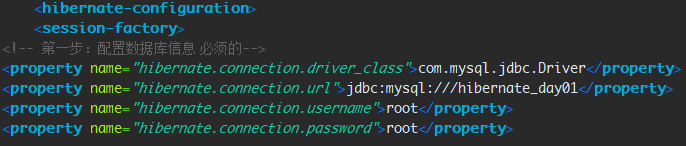 <hibernate-configuration>
<session-factory>
<!-- 第一步：配置数据库信息 必须的-->
<property name="hibernate.connection.driver_class">com.mysql.jdbc.Driver</property>
<property name="hibernate.connection.url">jdbc:mysql:///hibernate_day01</property>
<property name="hibernate.connection.username">root</property>
<property name="hibernate.connection.password">root</property>